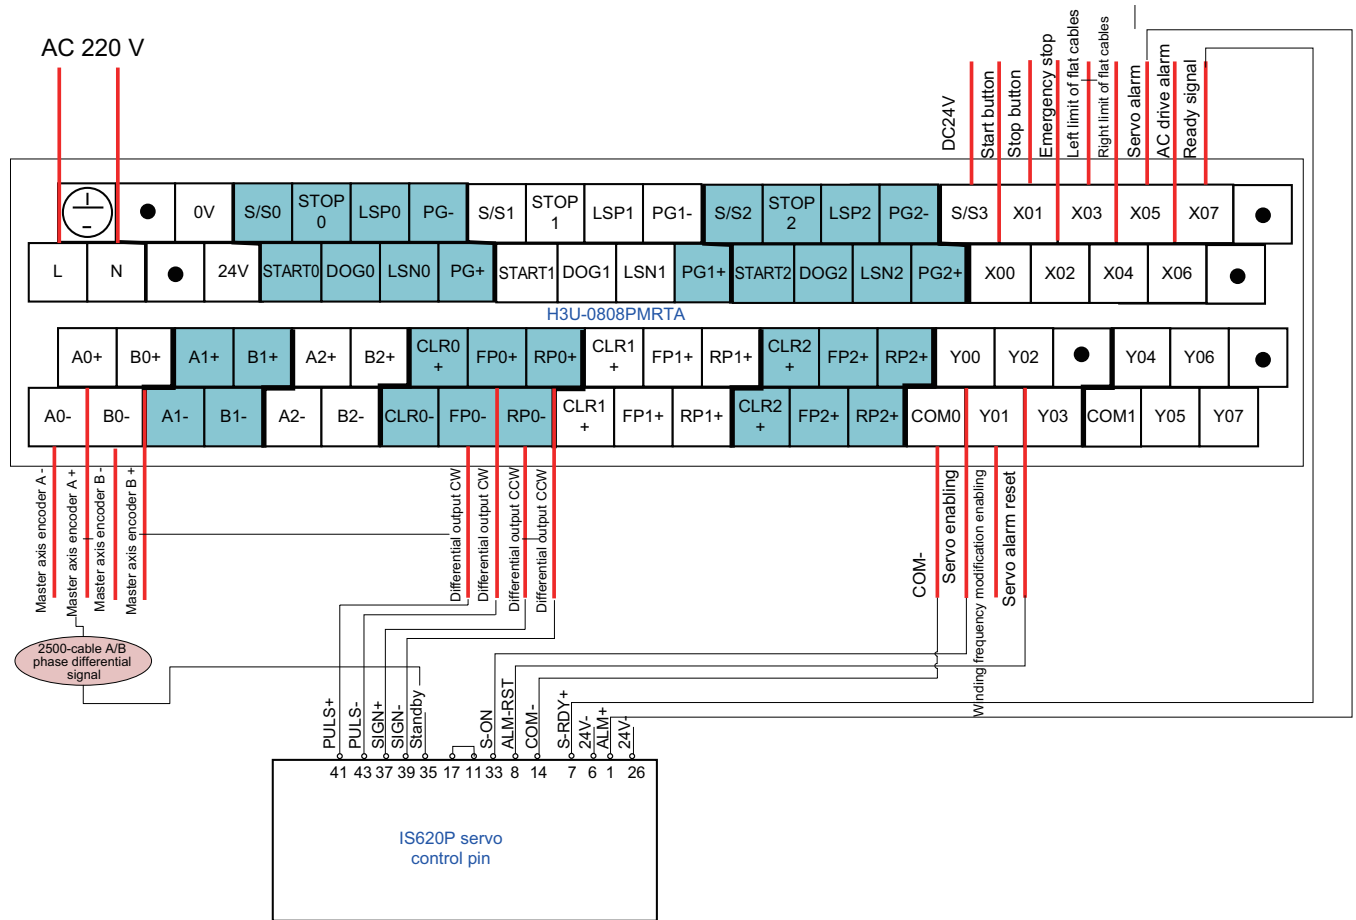 AC 220 V
DC24V
Start button
Stop button
Emergency stop
Left limit of flat cables
Right limit of flat cables
Servo alarm
AC drive alarm
Ready signal
0V
S/S0
STOP
0
LSP0
PG-
S/S1
STOP
1
LSP1
PG1-
S/S2
STOP
2
LSP2
PG2-
S/S3
X01
X03
X05
X07
L
N
24V
START0
DOG0
LSN0
PG+
START1
DOG1
LSN1
PG1+
START2
DOG2
LSN2
PG2+
X00
X02
X04
X06
H3U-0808PMRTA
A0+
B0+
A1+
B1+
A2+
B2+
CLR0
+
FP0+
RP0+
CLR1
+
FP1+
RP1+
CLR2
+
FP2+
RP2+
Y00
Y02
Y04
Y06
A0-
B0-
A1-
B1-
A2-
B2-
CLR0-
FP0-
RP0-
CLR1
+
FP1+
RP1+
CLR2
+
FP2+
RP2+
COM0
Y01
Y03
COM1
Y05
Y07
Master axis encoder A -
Master axis encoder A +
Master axis encoder B -
Master axis encoder B +
Differential output CW
Differential output CW
Differential output CCW
Differential output CCW
COM-
Servo enabling
Winding frequency modification enabling
Servo alarm reset
2500-cable A/B
phase differential
signal
PULS+
PULS-
SIGN+
SIGN-
Standby
S-ON
ALM-RST
COM-
S-RDY+
24V-
ALM+
24V-
41
43
37
39
35
17
11
33
8
14
7
6
1
26
IS620P servo
control pin